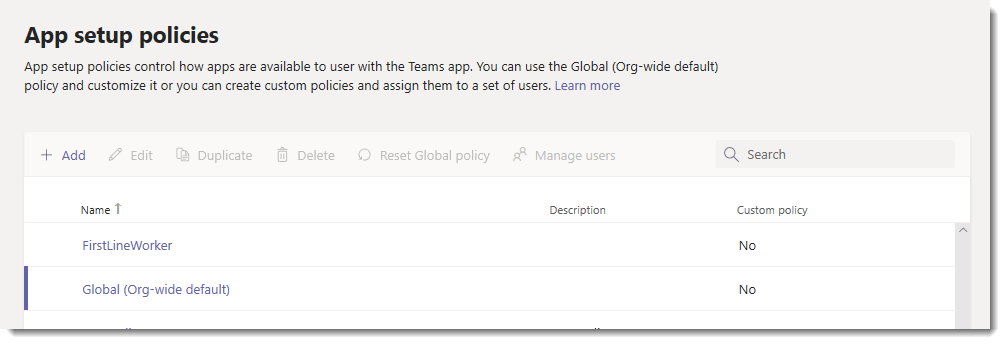 App setup policies
App setup policies control how apps are available to user with the Teams app. You can use the Global (Org-wide default)
policy and customize it or you can create custom policies and assign them to a set of users. Learn more
Add Edit Duplicate Delete Reset Global policy Manage users Search
Name Description Custom policy
FirstLineWorker No
Global (Org-wide default) No